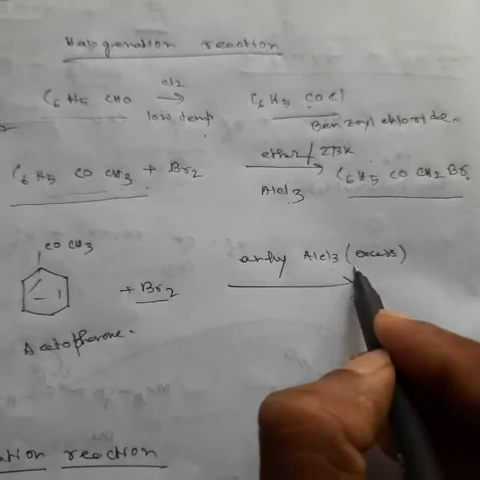 Halogenation reaction
C6H5 CHO Cl2 → low temp C6H5 COCl
Benzoyl chloride.
C6H5 CO CH3 + Br2 ether/273K → AlCl3 C6H5 CO CH2 Br
CO CH3
+ Br2 anhy AlCl3 (excess) →
Acetophenone.
ation reaction